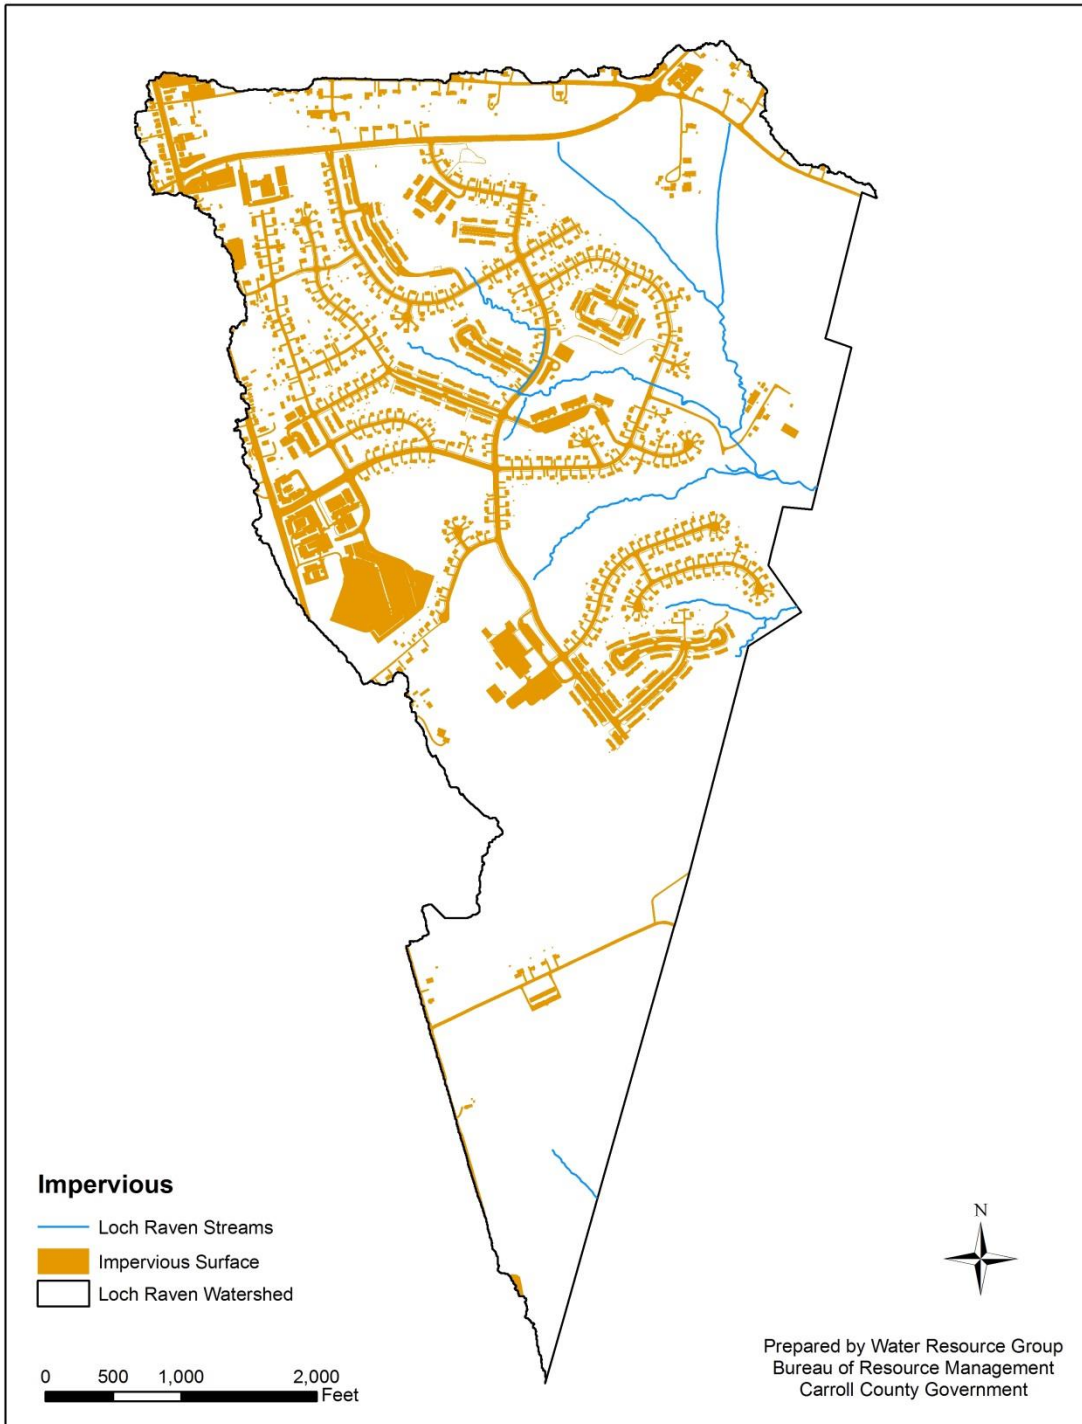 Impervious
Loch Raven Streams
Impervious Surface
Loch Raven Watershed
0 500 1,000 2,000
Feet
N
Prepared by Water Resource Group
Bureau of Resource Management
Carroll County Government